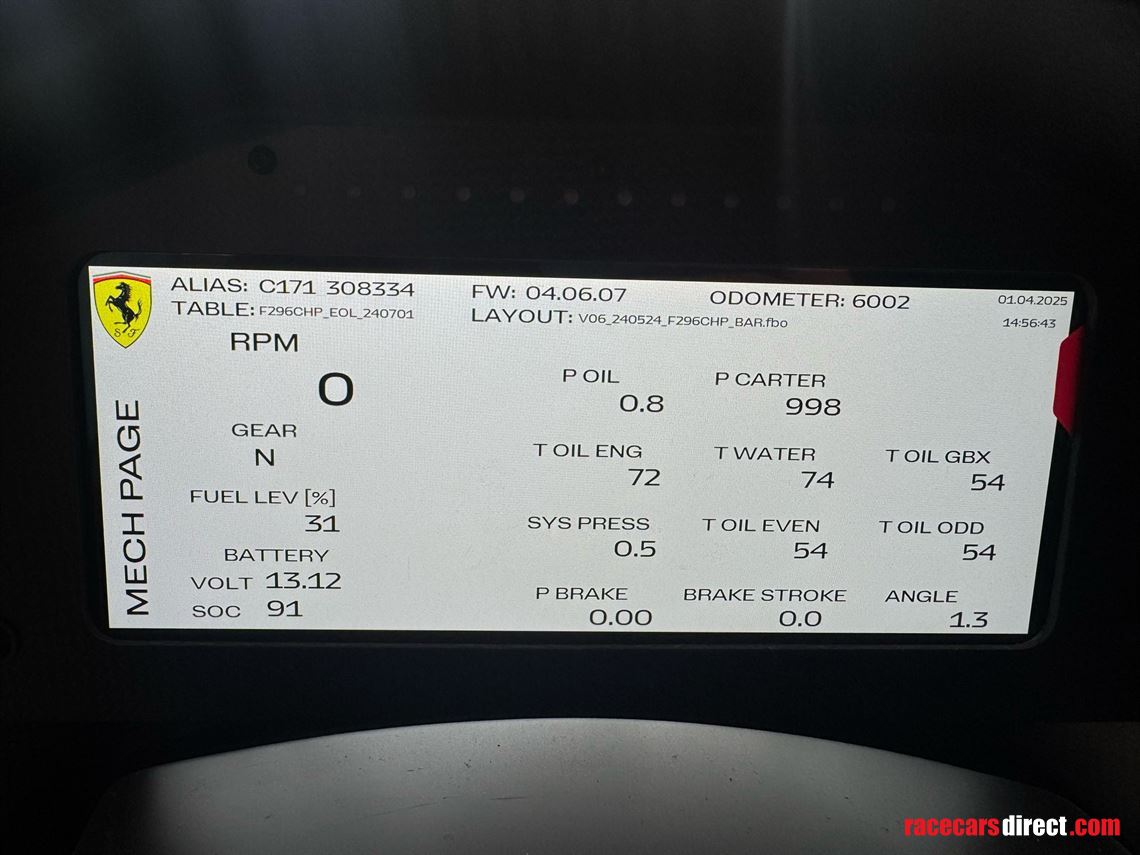 ALIAS: C171 308334
FW: 04.06.07
ODOMETER: 6002
01.04.2025
TABLE: F296CHP_EOL_240701
LAYOUT: V06_240524_F296CHP_BAR.fbo
14:56:43
S F
MECH PAGE
RPM
0
GEAR
N
FUEL LEV [%]
31
BATTERY
VOLT 13.12
SOC 91
P OIL
0.8
P CARTER
998
T OIL ENG
72
T WATER
74
T OIL GBX
54
SYS PRESS
0.5
T OIL EVEN
54
T OIL ODD
54
P BRAKE
0.00
BRAKE STROKE
0.0
ANGLE
1.3
racecarsdirect.com